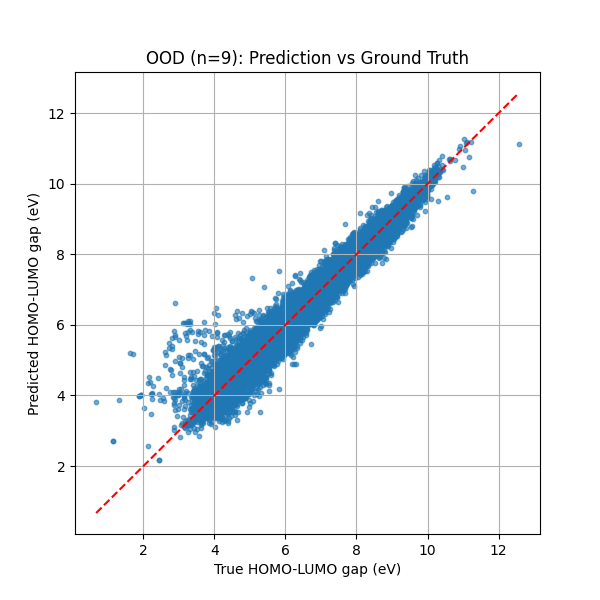 OOD (n=9): Prediction vs Ground Truth
Predicted HOMO-LUMO gap (eV)
12
10
8
6
4
2
2 4 6 8 10 12
True HOMO-LUMO gap (eV)